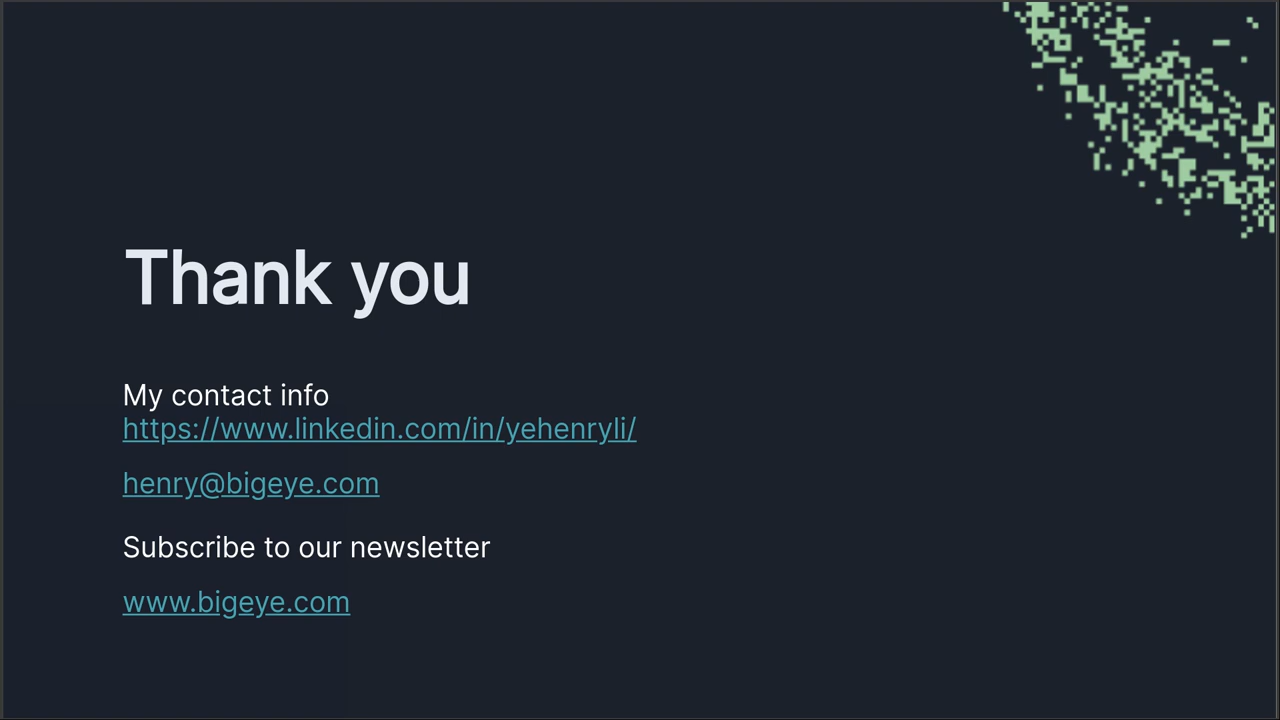 Thank you
My contact info
https://www.linkedin.com/in/yehenryli/
henry@bigeye.com
Subscribe to our newsletter
www.bigeye.com